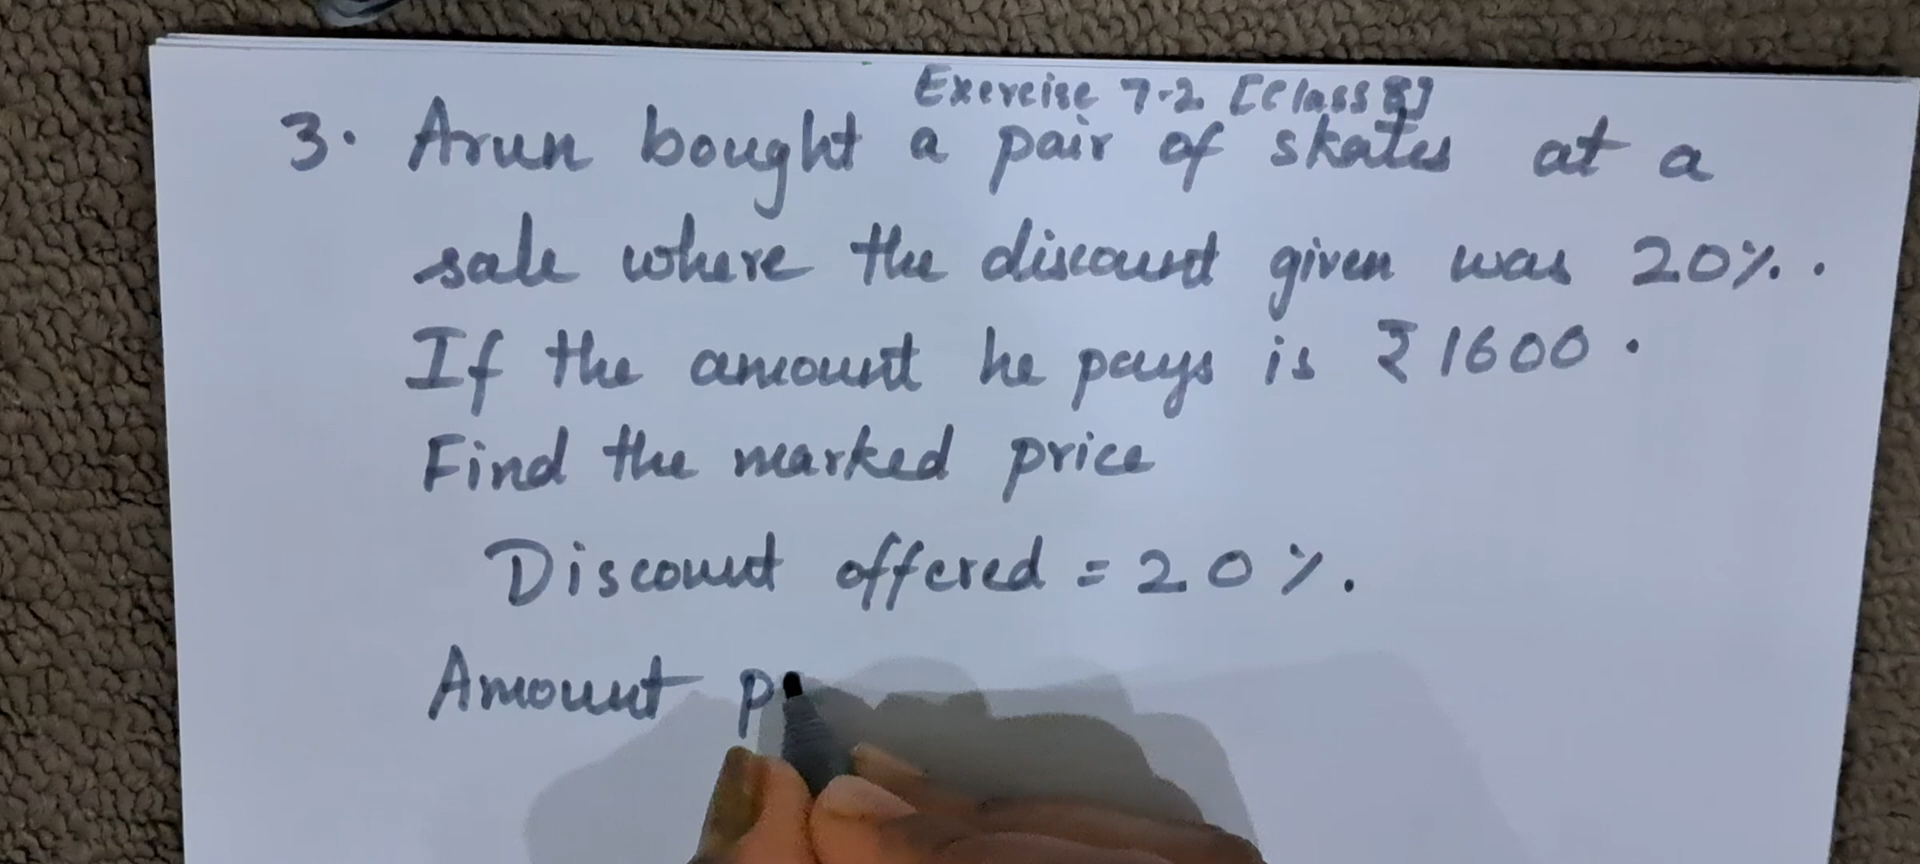 Exercise 7.2 [Class 8]
3. Arun bought a pair of skates at a
sale where the discount given was 20%.
If the amount he pays is ₹1600.
Find the marked price
Discount offered = 20%.
Amount p